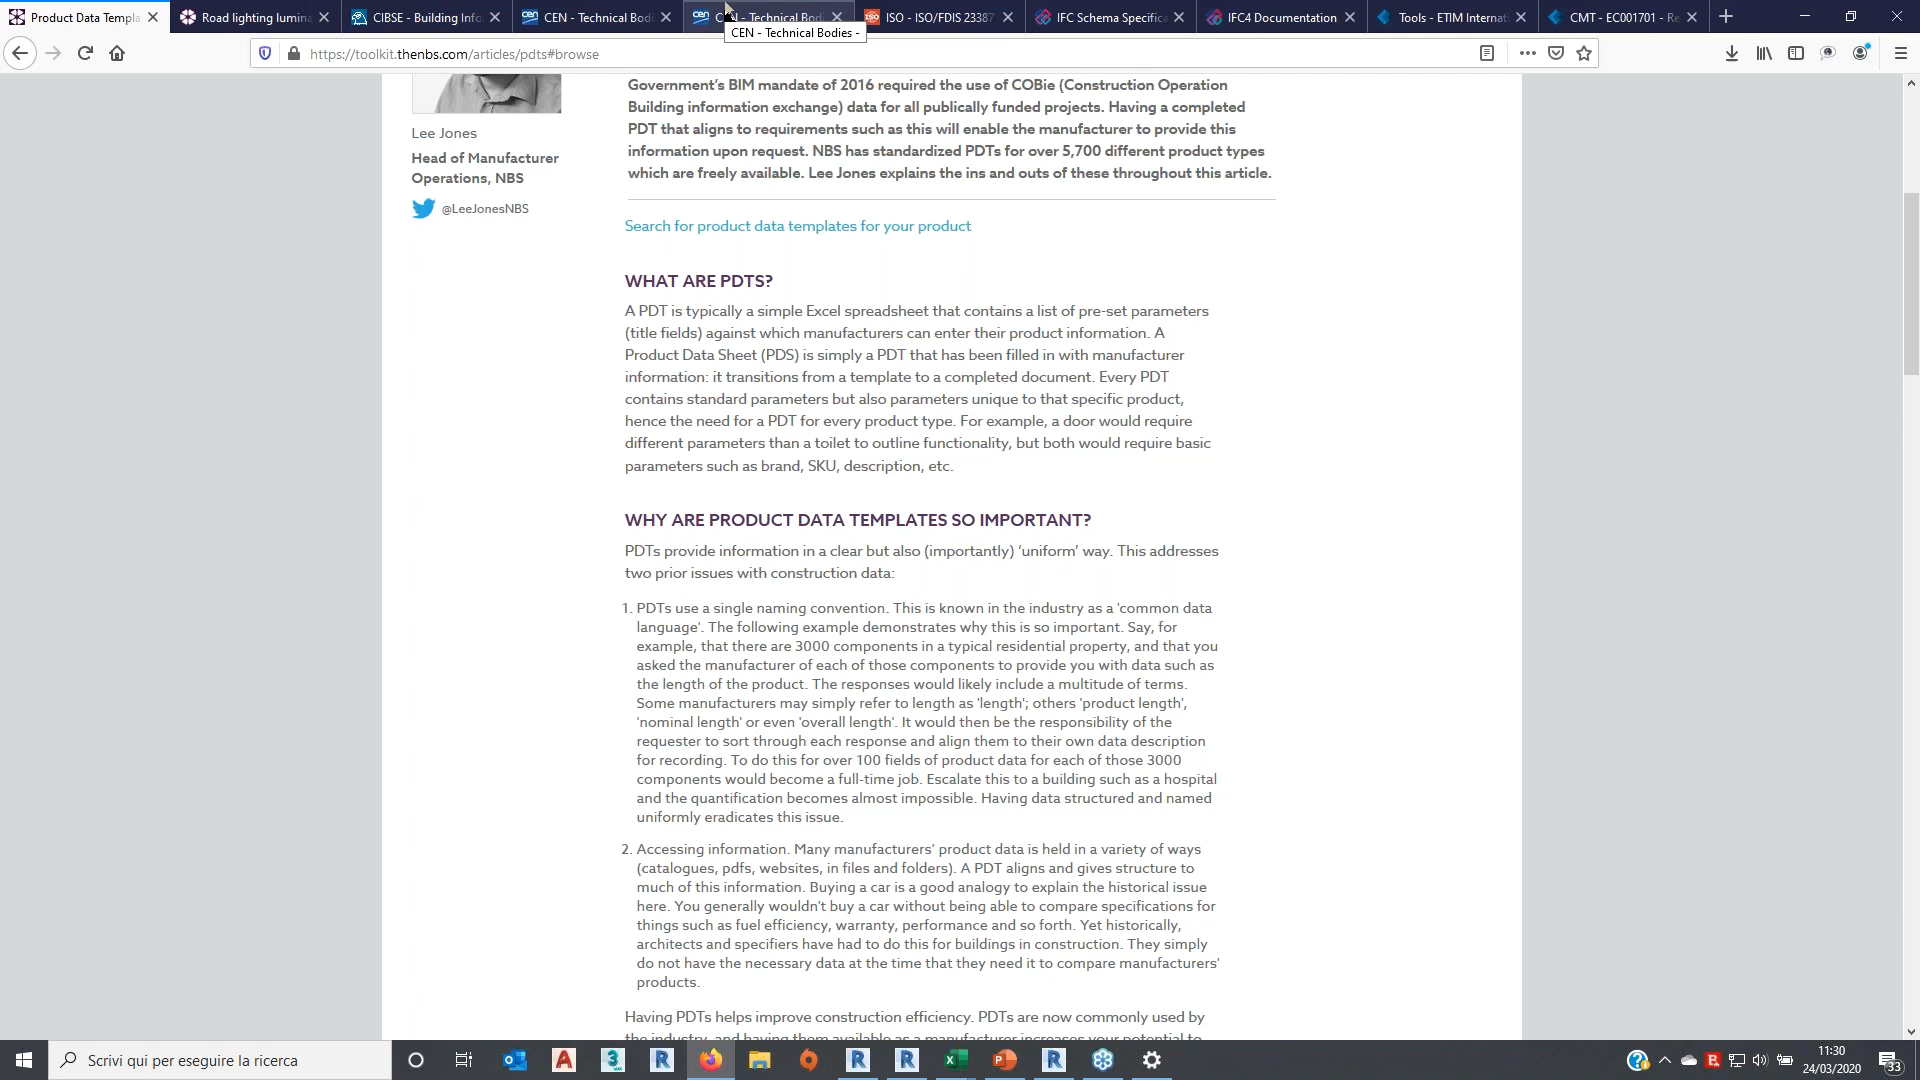 Product Data Templa
Road lighting lumina
CIBSE - Building Info
CEN - Technical Bodi
CEN - Technical Bodi
ISO - ISO/FDIS 23387
IFC Schema Specifica
IFC4 Documentation
Tools - ETIM Internati
CMT - EC001701 - Re
CEN - Technical Bodies -
https://toolkit.thenbs.com/articles/pdts#browse
Lee Jones
Head of Manufacturer
Operations, NBS
@LeeJonesNBS
Government's BIM mandate of 2016 required the use of COBie (Construction Operation
Building information exchange) data for all publically funded projects. Having a completed
PDT that aligns to requirements such as this will enable the manufacturer to provide this
information upon request. NBS has standardized PDTs for over 5,700 different product types
which are freely available. Lee Jones explains the ins and outs of these throughout this article.
Search for product data templates for your product
WHAT ARE PDTS?
A PDT is typically a simple Excel spreadsheet that contains a list of pre-set parameters
(title fields) against which manufacturers can enter their product information. A
Product Data Sheet (PDS) is simply a PDT that has been filled in with manufacturer
information: it transitions from a template to a completed document. Every PDT
contains standard parameters but also parameters unique to that specific product,
hence the need for a PDT for every product type. For example, a door would require
different parameters than a toilet to outline functionality, but both would require basic
parameters such as brand, SKU, description, etc.
WHY ARE PRODUCT DATA TEMPLATES SO IMPORTANT?
PDTs provide information in a clear but also (importantly) ‘uniform’ way. This addresses
two prior issues with construction data:
1. PDTs use a single naming convention. This is known in the industry as a 'common data
language'. The following example demonstrates why this is so important. Say, for
example, that there are 3000 components in a typical residential property, and that you
asked the manufacturer of each of those components to provide you with data such as
the length of the product. The responses would likely include a multitude of terms.
Some manufacturers may simply refer to length as 'length'; others 'product length',
'nominal length' or even 'overall length'. It would then be the responsibility of the
requester to sort through each response and align them to their own data description
for recording. To do this for over 100 fields of product data for each of those 3000
components would become a full-time job. Escalate this to a building such as a hospital
and the quantification becomes almost impossible. Having data structured and named
uniformly eradicates this issue.
2. Accessing information. Many manufacturers’ product data is held in a variety of ways
(catalogues, pdfs, websites, in files and folders). A PDT aligns and gives structure to
much of this information. Buying a car is a good analogy to explain the historical issue
here. You generally wouldn't buy a car without being able to compare specifications for
things such as fuel efficiency, warranty, performance and so forth. Yet historically,
architects and specifiers have had to do this for buildings in construction. They simply
do not have the necessary data at the time that they need it to compare manufacturers'
products.
Having PDTs helps improve construction efficiency. PDTs are now commonly used by
the industry, and having them available as a manufacturer increases your potential to
Scrivi qui per eseguire la ricerca
11:30
24/03/2020
33